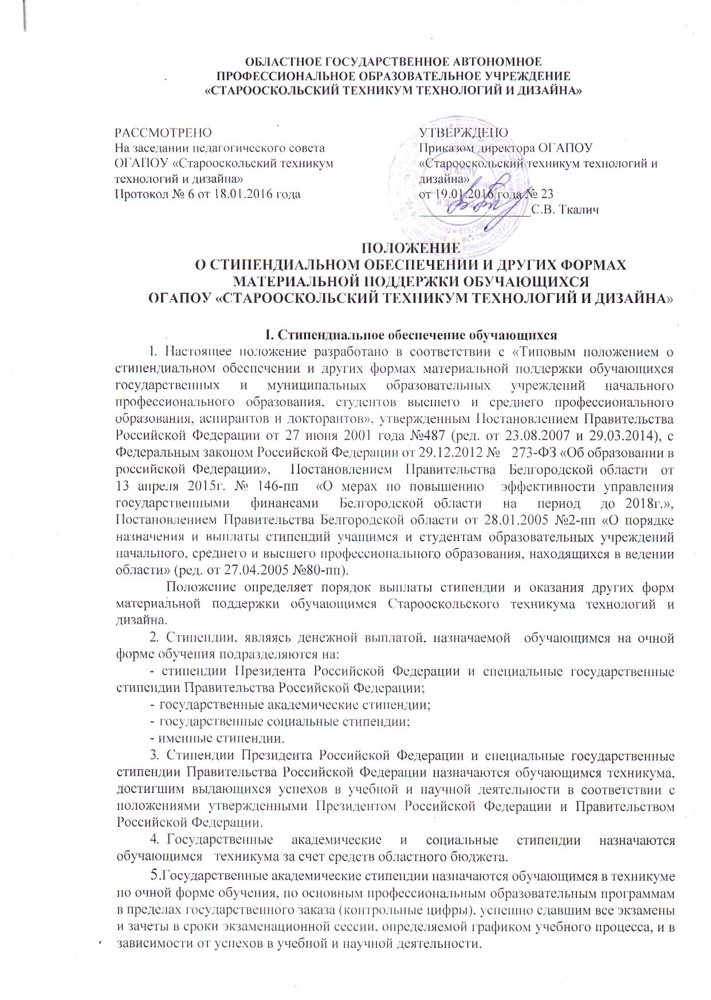 ОБЛАСТНОЕ ГОСУДАРСТВЕННОЕ АВТОНОМНОЕ
ПРОФЕССИОНАЛЬНОЕ ОБРАЗОВАТЕЛЬНОЕ УЧРЕЖДЕНИЕ
«СТАРООСКОЛЬСКИЙ ТЕХНИКУМ ТЕХНОЛОГИЙ И ДИЗАЙНА»
РАССМОТРЕНО
На заседании педагогического совета
ОГАПОУ «Старооскольский техникум
технологий и дизайна»
Протокол № 6 от 18.01.2016 года
УТВЕРЖДЕНО
Приказом директора ОГАПОУ
«Старооскольский техникум технологий и
дизайна»
от 19.01.2016 года № 23
________________С.В. Ткалич
ПОЛОЖЕНИЕ
О СТИПЕНДИАЛЬНОМ ОБЕСПЕЧЕНИИ И ДРУГИХ ФОРМАХ
МАТЕРИАЛЬНОЙ ПОДДЕРЖКИ ОБУЧАЮЩИХСЯ
ОГАПОУ «СТАРООСКОЛЬСКИЙ ТЕХНИКУМ ТЕХНОЛОГИЙ И ДИЗАЙНА»
I. Стипендиальное обеспечение обучающихся
1. Настоящее положение разработано в соответствии с «Типовым положением о
стипендиальном обеспечении и других формах материальной поддержки обучающихся
государственных и муниципальных образовательных учреждений начального
профессионального образования, студентов высшего и среднего профессионального
образования, аспирантов и докторантов», утвержденным Постановлением Правительства
Российской Федерации от 27 июня 2001 года №487 (ред. от 23.08.2007 и 29.03.2014), с
Федеральным законом Российской Федерации от 29.12.2012 № 273-ФЗ «Об образовании в
российской Федерации», Постановлением Правительства Белгородской области от
13 апреля 2015г. № 146-пп «О мерах по повышению эффективности управления
государственными финансами Белгородской области на период до 2018г.»,
Постановлением Правительства Белгородской области от 28.01.2005 №2-пп «О порядке
назначения и выплаты стипендий учащимся и студентам образовательных учреждений
начального, среднего и высшего профессионального образования, находящихся в ведении
области» (ред. от 27.04.2005 №80-пп).
Положение определяет порядок выплаты стипендии и оказания других форм
материальной поддержки обучающимся Старооскольского техникума технологий и
дизайна.
2. Стипендии, являясь денежной выплатой, назначаемой обучающимся на очной
форме обучения подразделяются на:
- стипендии Президента Российской Федерации и специальные государственные
стипендии Правительства Российской Федерации;
- государственные академические стипендии;
- государственные социальные стипендии;
- именные стипендии.
3. Стипендии Президента Российской Федерации и специальные государственные
стипендии Правительства Российской Федерации назначаются обучающимся техникума,
достигшим выдающихся успехов в учебной и научной деятельности в соответствии с
положениями утвержденными Президентом Российской Федерации и Правительством
Российской Федерации.
4. Государственные академические и социальные стипендии назначаются
обучающимся техникума за счет средств областного бюджета.
5.Государственные академические стипендии назначаются обучающимся в техникуме
по очной форме обучения, по основным профессиональным образовательным программам
в пределах государственного заказа (контрольные цифры), успешно сдавшим все экзамены
и зачеты в сроки экзаменационной сессии, определяемой графиком учебного процесса, и в
зависимости от успехов в учебной и научной деятельности.